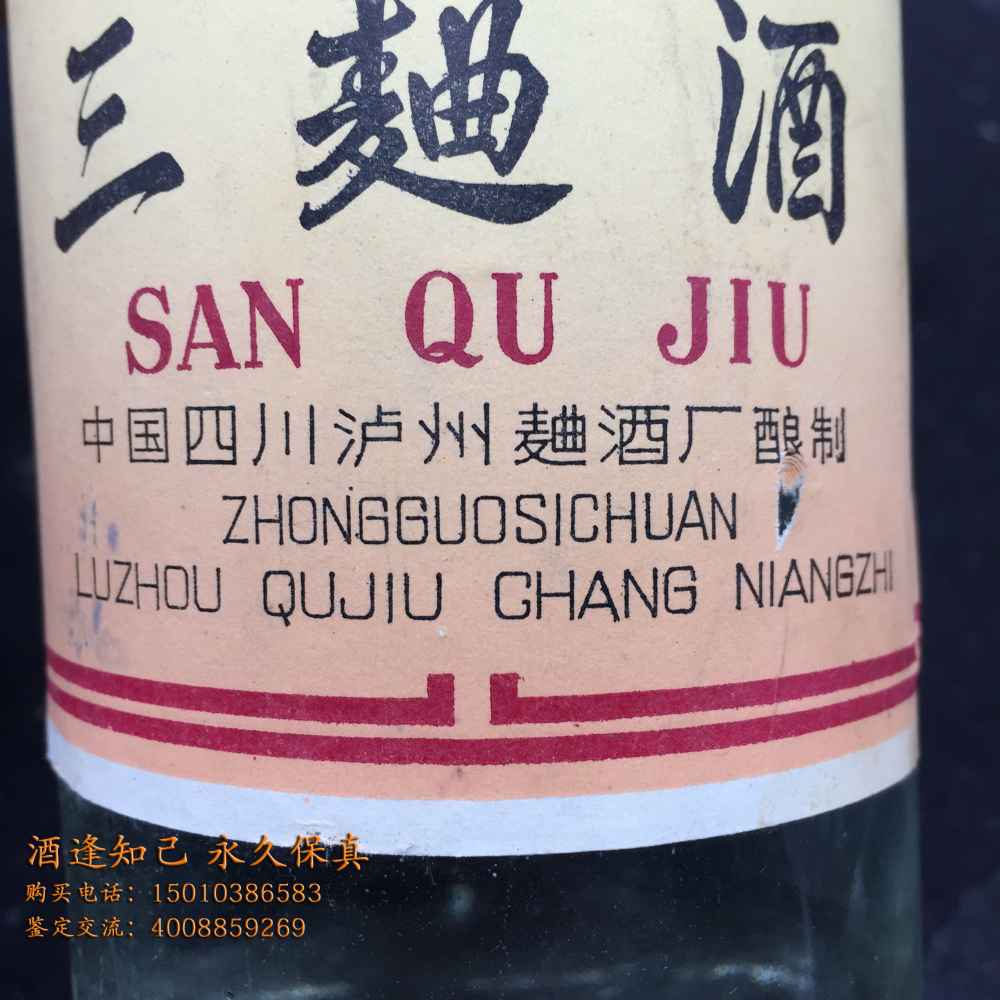 三麯酒
SAN QU JIU
中国四川泸州麯酒厂酿制
ZHONGGUOSICHUAN
LUZHOU QUJIU CHANG NIANGZHI
酒逢知己 永久保真
购买电话：15010386583
鉴定交流：4008859269